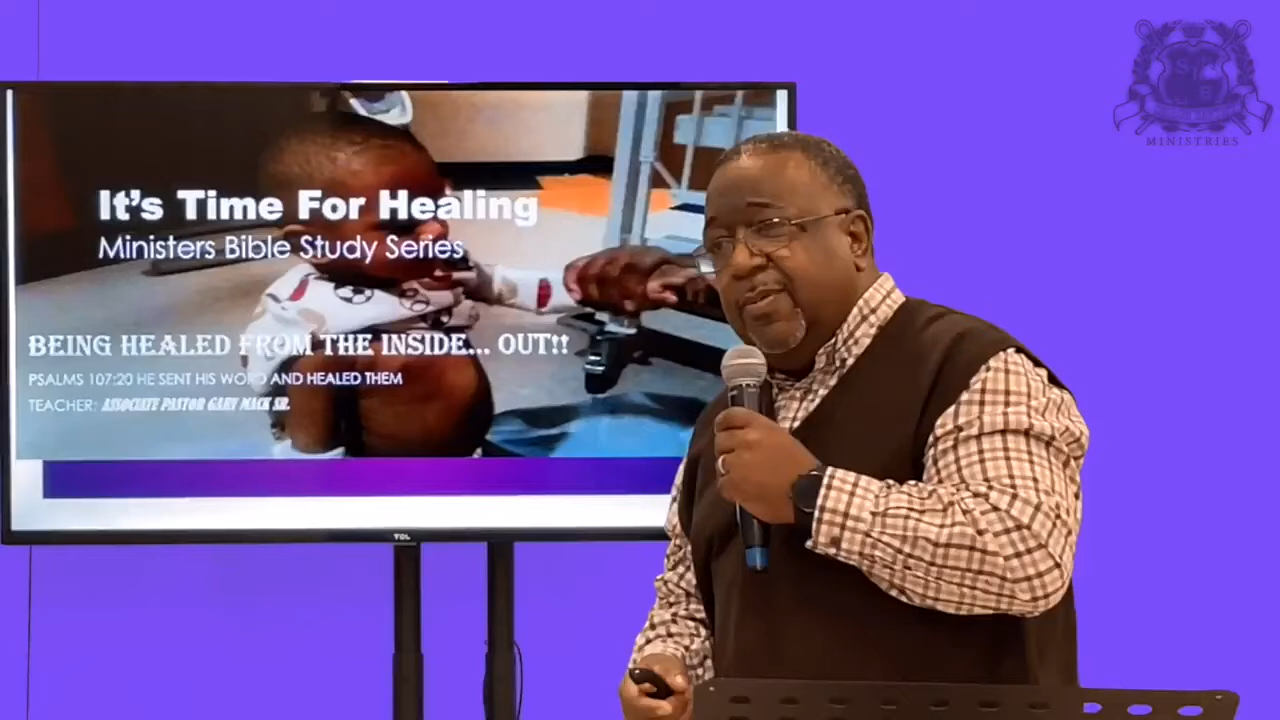 It's Time For Healing
Ministers Bible Study Series
BEING HEALED FROM THE INSIDE... OUT!!
PSALMS 107:20 HE SENT HIS WORD AND HEALED THEM
TEACHER: ASSOCIATE PASTOR GARY MACK SR.
TCL
MINISTRIES